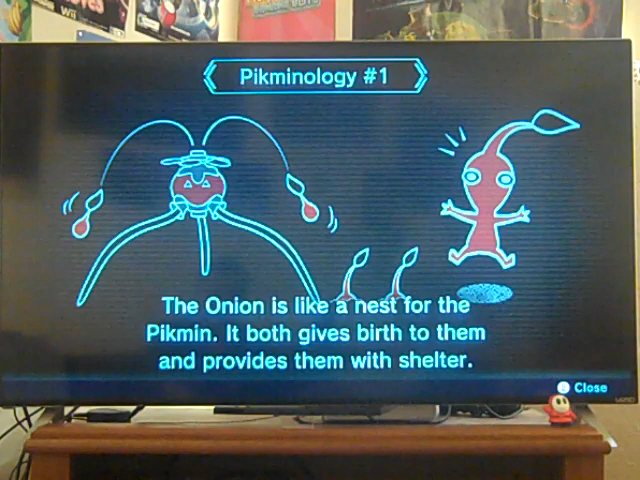 Pikminology #1
The Onion is like a nest for the
Pikmin. It both gives birth to them
and provides them with shelter.
Close
VIZIO